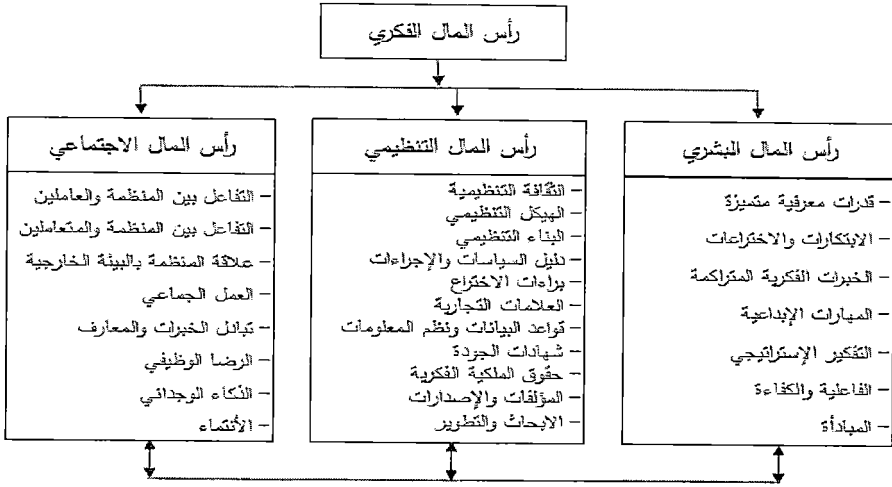 رأس المال الفكري
رأس المال البشري
- قدرات معرفية متميزة
- الابتكارات والاختراعات
- الخبرات الفكرية المتراكمة
- المهارات الإبداعية
- التفكير الإستراتيجي
- الفاعلية والكفاءة
- المبادأة
رأس المال التنظيمي
- الثقافة التنظيمية
- الهيكل التنظيمي
- البناء التنظيمي
- دليل السياسات والإجراءات
- براءات الاختراع
- العلامات التجارية
- قواعد البيانات ونظم المعلومات
- شهادات الجودة
- حقوق الملكية الفكرية
- المؤلفات والإصدارات
- الابحاث والتطوير
رأس المال الاجتماعي
- التفاعل بين المنظمة والعاملين
- التفاعل بين المنظمة والمتعاملين
- علاقة المنظمة بالبيئة الخارجية
- العمل الجماعي
- تبادل الخبرات والمعارف
- الرضا الوظيفي
- الذكاء الوجداني
- الأنتماء